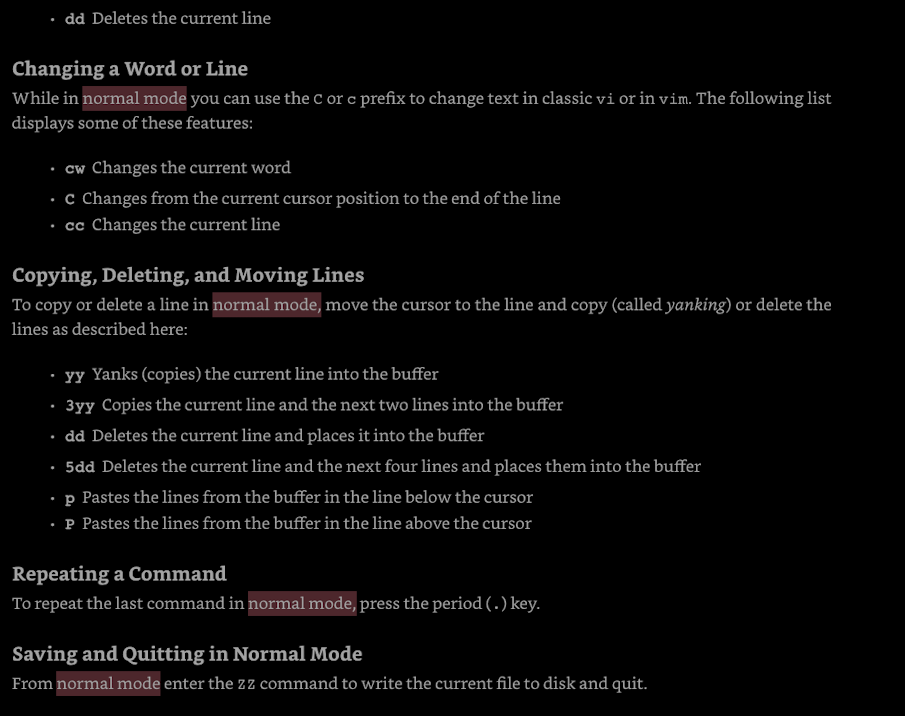 • dd Deletes the current line
Changing a Word or Line
While in normal mode you can use the C or c prefix to change text in classic vi or in vim. The following list
displays some of these features:
• cw Changes the current word
• C Changes from the current cursor position to the end of the line
• cc Changes the current line
Copying, Deleting, and Moving Lines
To copy or delete a line in normal mode, move the cursor to the line and copy (called yanking) or delete the
lines as described here:
• yy Yanks (copies) the current line into the buffer
• 3yy Copies the current line and the next two lines into the buffer
• dd Deletes the current line and places it into the buffer
• 5dd Deletes the current line and the next four lines and places them into the buffer
• p Pastes the lines from the buffer in the line below the cursor
• P Pastes the lines from the buffer in the line above the cursor
Repeating a Command
To repeat the last command in normal mode, press the period (.) key.
Saving and Quitting in Normal Mode
From normal mode enter the ZZ command to write the current file to disk and quit.